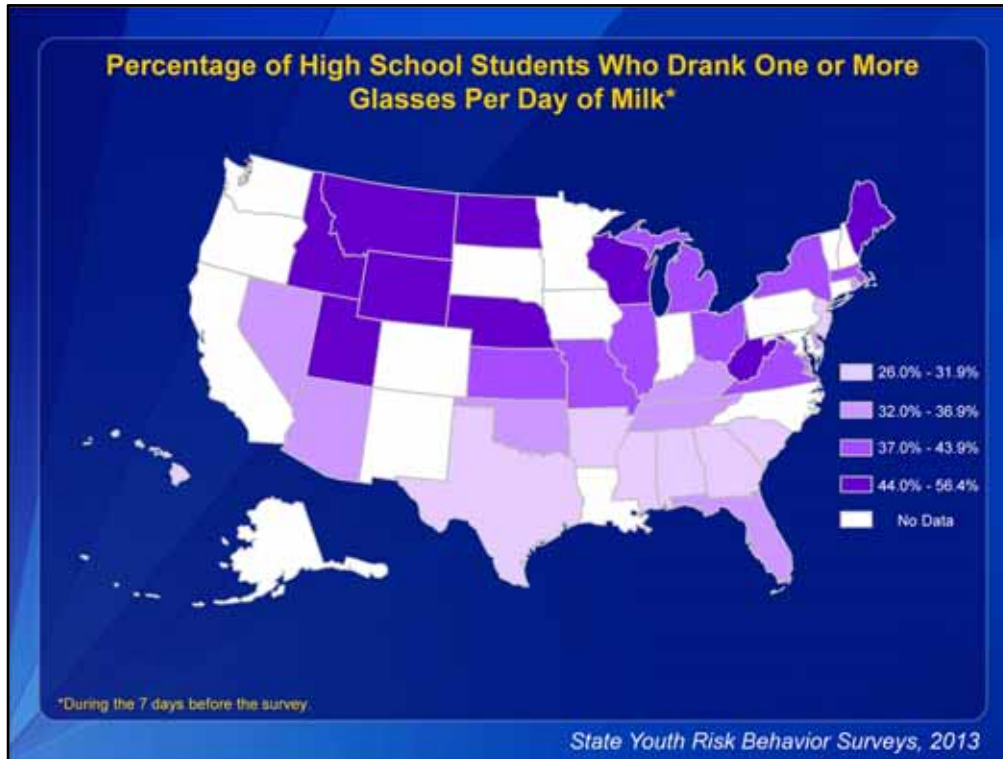 Percentage of High School Students Who Drank One or More
Glasses Per Day of Milk*
26.0% - 31.9%
32.0% - 36.9%
37.0% - 43.9%
44.0% - 56.4%
No Data
*During the 7 days before the survey.
State Youth Risk Behavior Surveys, 2013